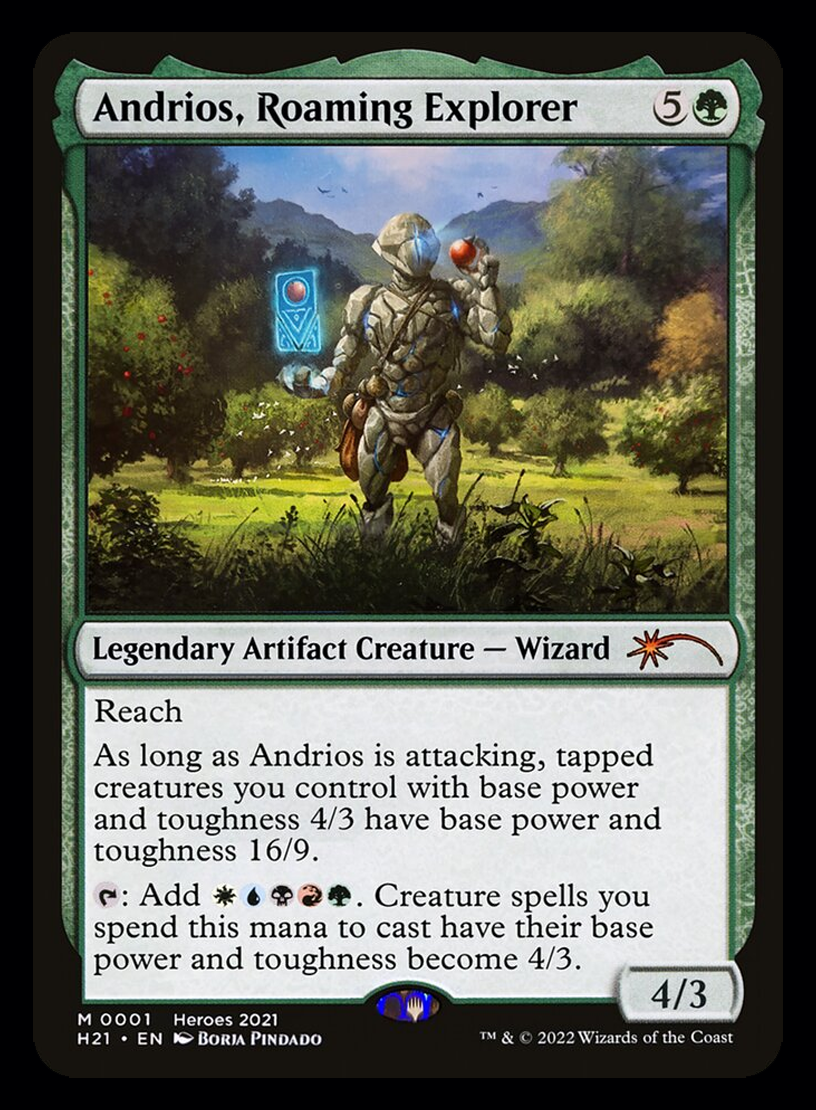 Andrios, Roaming Explorer 5
Legendary Artifact Creature — Wizard
Reach
As long as Andrios is attacking, tapped
creatures you control with base power
and toughness 4/3 have base power and
toughness 16/9.
: Add . Creature spells you
spend this mana to cast have their base
power and toughness become 4/3.
4/3
M 0001 Heroes 2021
H21 • EN Borja Pindado
™ & © 2022 Wizards of the Coast